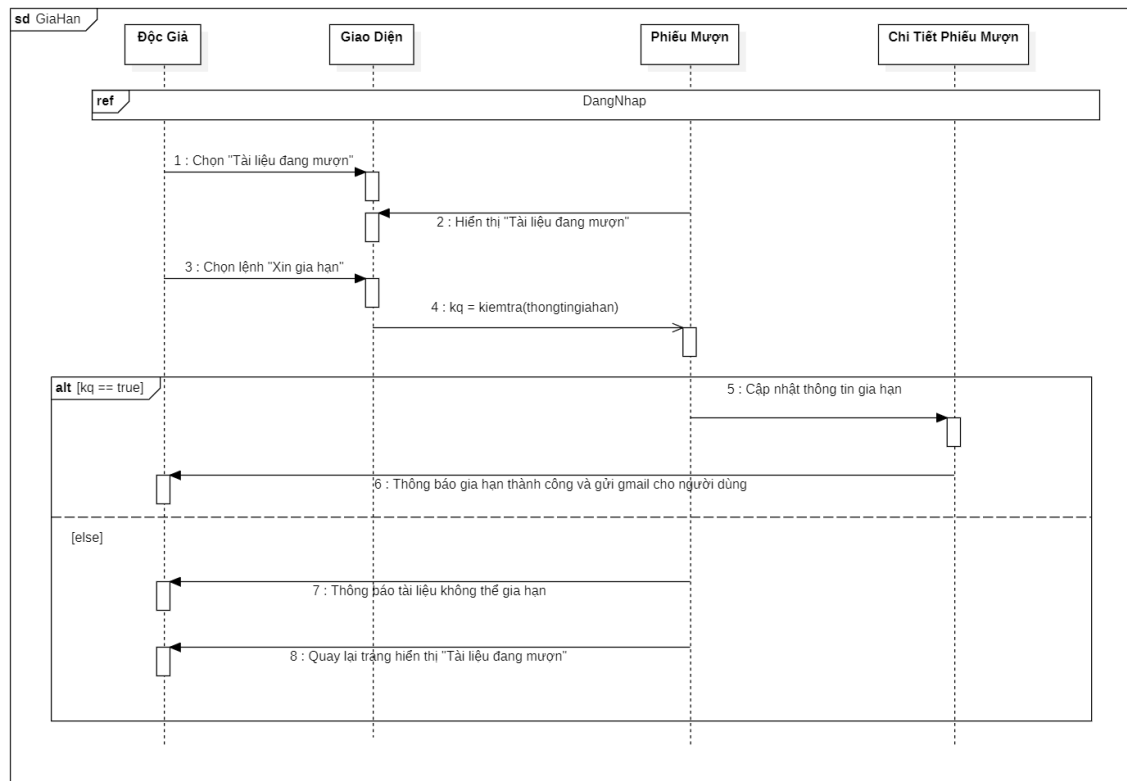 sd GiaHan
Độc Giả
Giao Diện
Phiếu Mượn
Chi Tiết Phiếu Mượn
ref
DangNhap
1 : Chọn "Tài liệu đang mượn"
2 : Hiển thị "Tài liệu đang mượn"
3 : Chọn lệnh "Xin gia hạn"
4 : kq = kiemtra(thongtingiahan)
alt [kq == true]
5 : Cập nhật thông tin gia hạn
6 : Thông báo gia hạn thành công và gửi gmail cho người dùng
[else]
7 : Thông báo tài liệu không thể gia hạn
8 : Quay lại trang hiển thị "Tài liệu đang mượn"